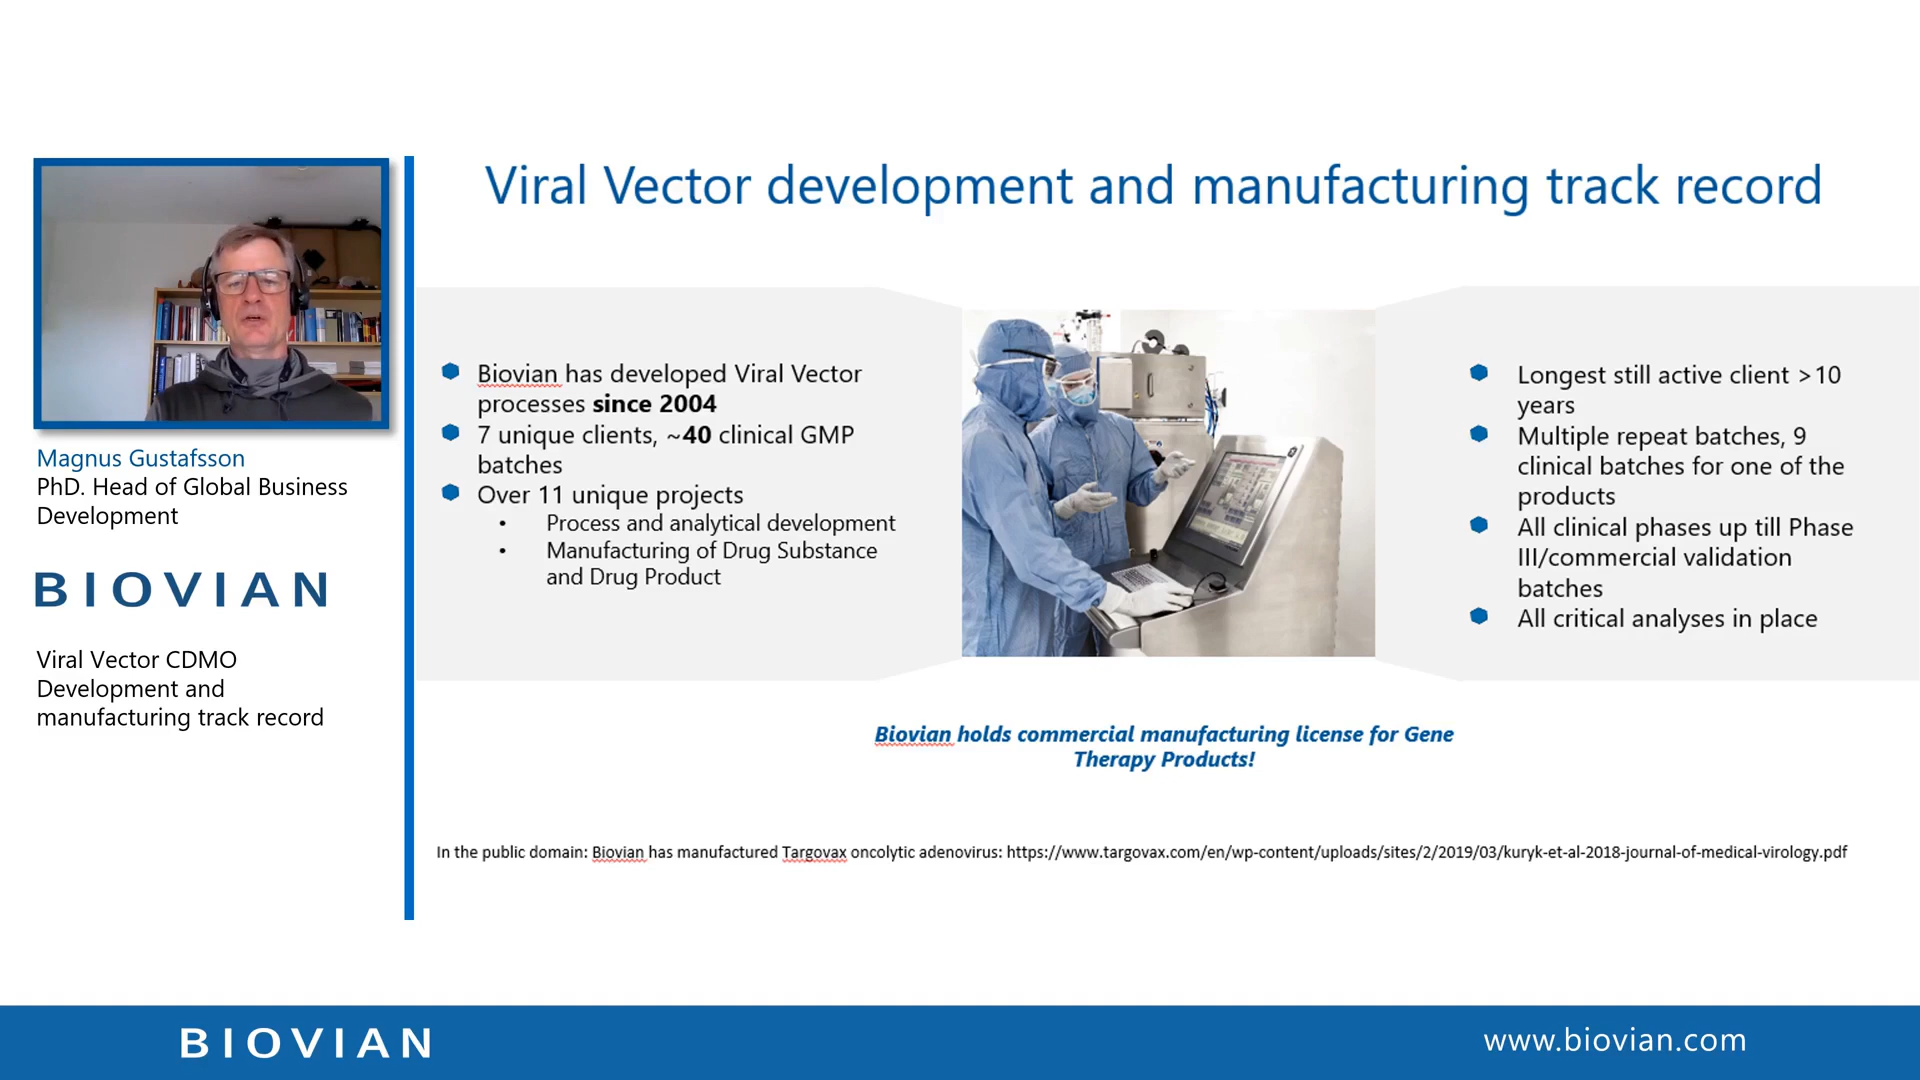 Viral Vector development and manufacturing track record
Magnus Gustafsson
PhD. Head of Global Business
Development
BIOVIAN
Viral Vector CDMO
Development and
manufacturing track record
Biovian has developed Viral Vector
processes since 2004
7 unique clients, ~40 clinical GMP
batches
Over 11 unique projects
• Process and analytical development
• Manufacturing of Drug Substance
and Drug Product
Longest still active client >10
years
Multiple repeat batches, 9
clinical batches for one of the
products
All clinical phases up till Phase
III/commercial validation
batches
All critical analyses in place
Biovian holds commercial manufacturing license for Gene
Therapy Products!
In the public domain: Biovian has manufactured Targovax oncolytic adenovirus: https://www.targovax.com/en/wp-content/uploads/sites/2/2019/03/kuryk-et-al-2018-journal-of-medical-virology.pdf
BIOVIAN
www.biovian.com